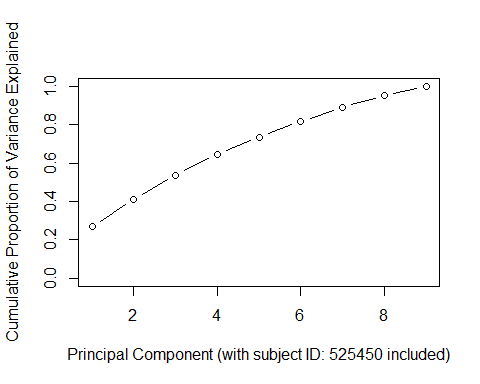 Cumulative Proportion of Variance Explained
1.0
0.8
0.6
0.4
0.2
0.0
2 4 6 8
Principal Component (with subject ID: 525450 included)